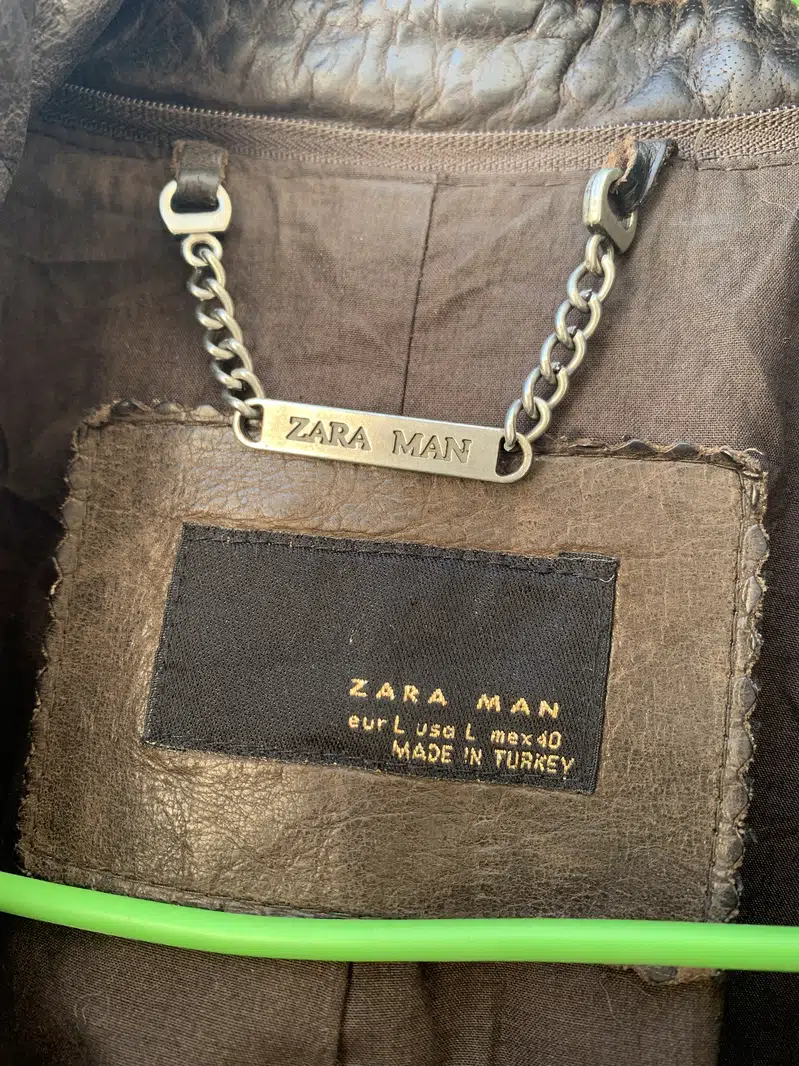 ZARA MAN
ZARA MAN
eur L usa L mex 40
MADE IN TURKEY